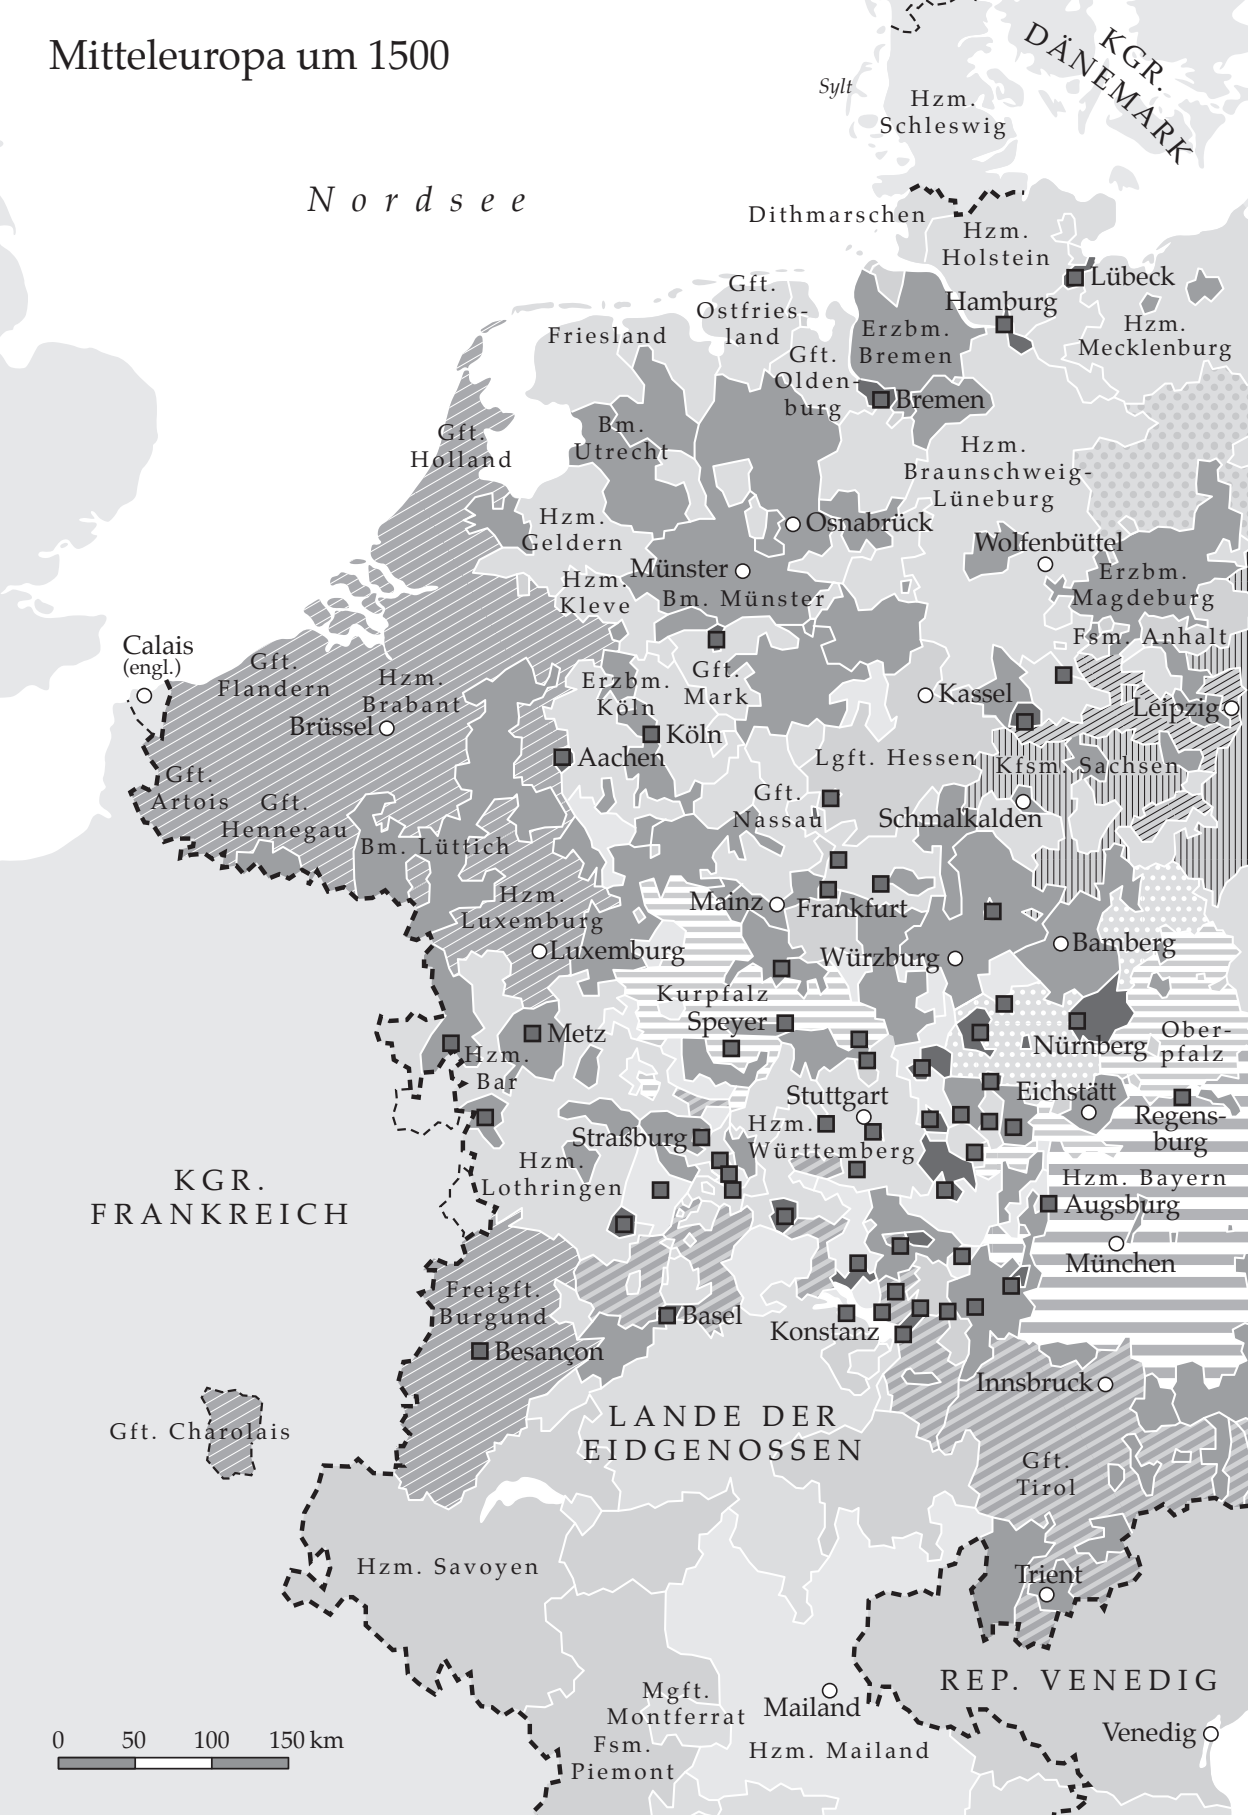 Mitteleuropa um 1500
KGR.
DÄNEMARK
Sylt
Hzm.
Schleswig
Nordsee
Dithmarschen
Hzm.
Holstein
Lübeck
Hamburg
Gft.
Ostfries-
land
Friesland
Erzbm.
Bremen
Hzm.
Mecklenburg
Gft.
Olden-
burg
Bremen
Gft.
Holland
Bm.
Utrecht
Hzm.
Braunschweig-
Lüneburg
Hzm.
Geldern
Osnabrück
Wolfenbüttel
Hzm.
Kleve
Münster
Bm. Münster
Erzbm.
Magdeburg
Fsm. Anhalt
Calais
(engl.)
Gft.
Flandern
Hzm.
Brabant
Brüssel
Erzbm.
Köln
Gft.
Mark
Kassel
Leipzig
Köln
Aachen
Lgft. Hessen
Kfsm. Sachsen
Gft.
Artois
Gft.
Hennegau
Gft.
Nassau
Schmalkalden
Bm. Lüttich
Hzm.
Luxemburg
Luxemburg
Mainz
Frankfurt
Würzburg
Bamberg
Kurpfalz
Speyer
Metz
Hzm.
Bar
Nürnberg
Ober-
pfalz
Stuttgart
Eichstätt
Regens-
burg
Straßburg
Hzm.
Württemberg
Hzm.
Lothringen
KGR.
FRANKREICH
Hzm. Bayern
Augsburg
München
Freigft.
Burgund
Basel
Konstanz
Besançon
Innsbruck
Gft. Charolais
LANDE DER
EIDGENOSSEN
Gft.
Tirol
Hzm. Savoyen
Trient
REP. VENEDIG
Mgft.
Montferrat
Mailand
Fsm.
Piemont
Hzm. Mailand
Venedig
0 50 100 150 km